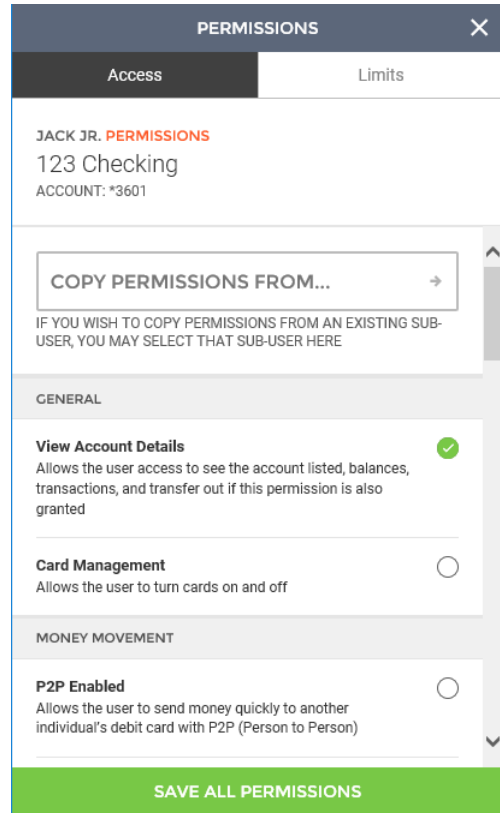 PERMISSIONS
Access
Limits
JACK JR. PERMISSIONS
123 Checking
ACCOUNT: *3601
COPY PERMISSIONS FROM...
IF YOU WISH TO COPY PERMISSIONS FROM AN EXISTING SUB-
USER, YOU MAY SELECT THAT SUB-USER HERE
GENERAL
View Account Details
Allows the user access to see the account listed, balances,
transactions, and transfer out if this permission is also
granted
Card Management
Allows the user to turn cards on and off
MONEY MOVEMENT
P2P Enabled
Allows the user to send money quickly to another
individual's debit card with P2P (Person to Person)
SAVE ALL PERMISSIONS